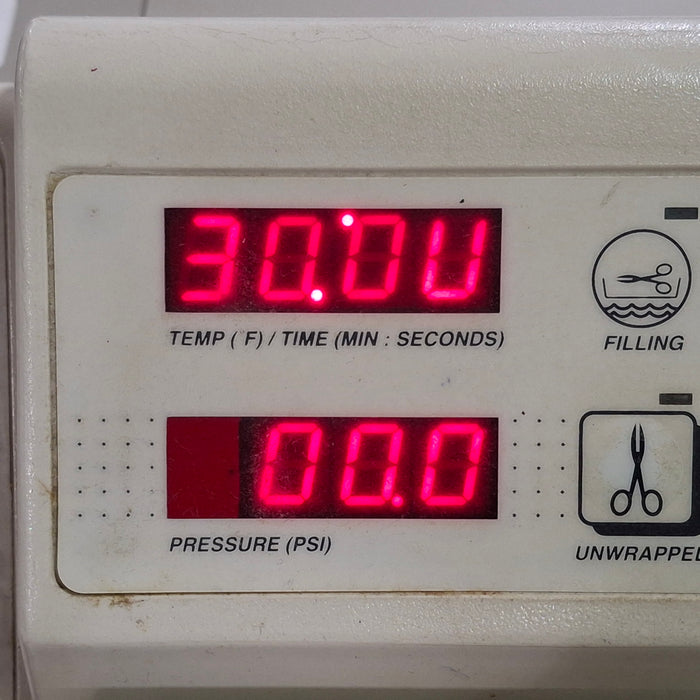 30:0U
TEMP ( F) / TIME (MIN : SECONDS)
FILLING
00.0
PRESSURE (PSI)
UNWRAPPED